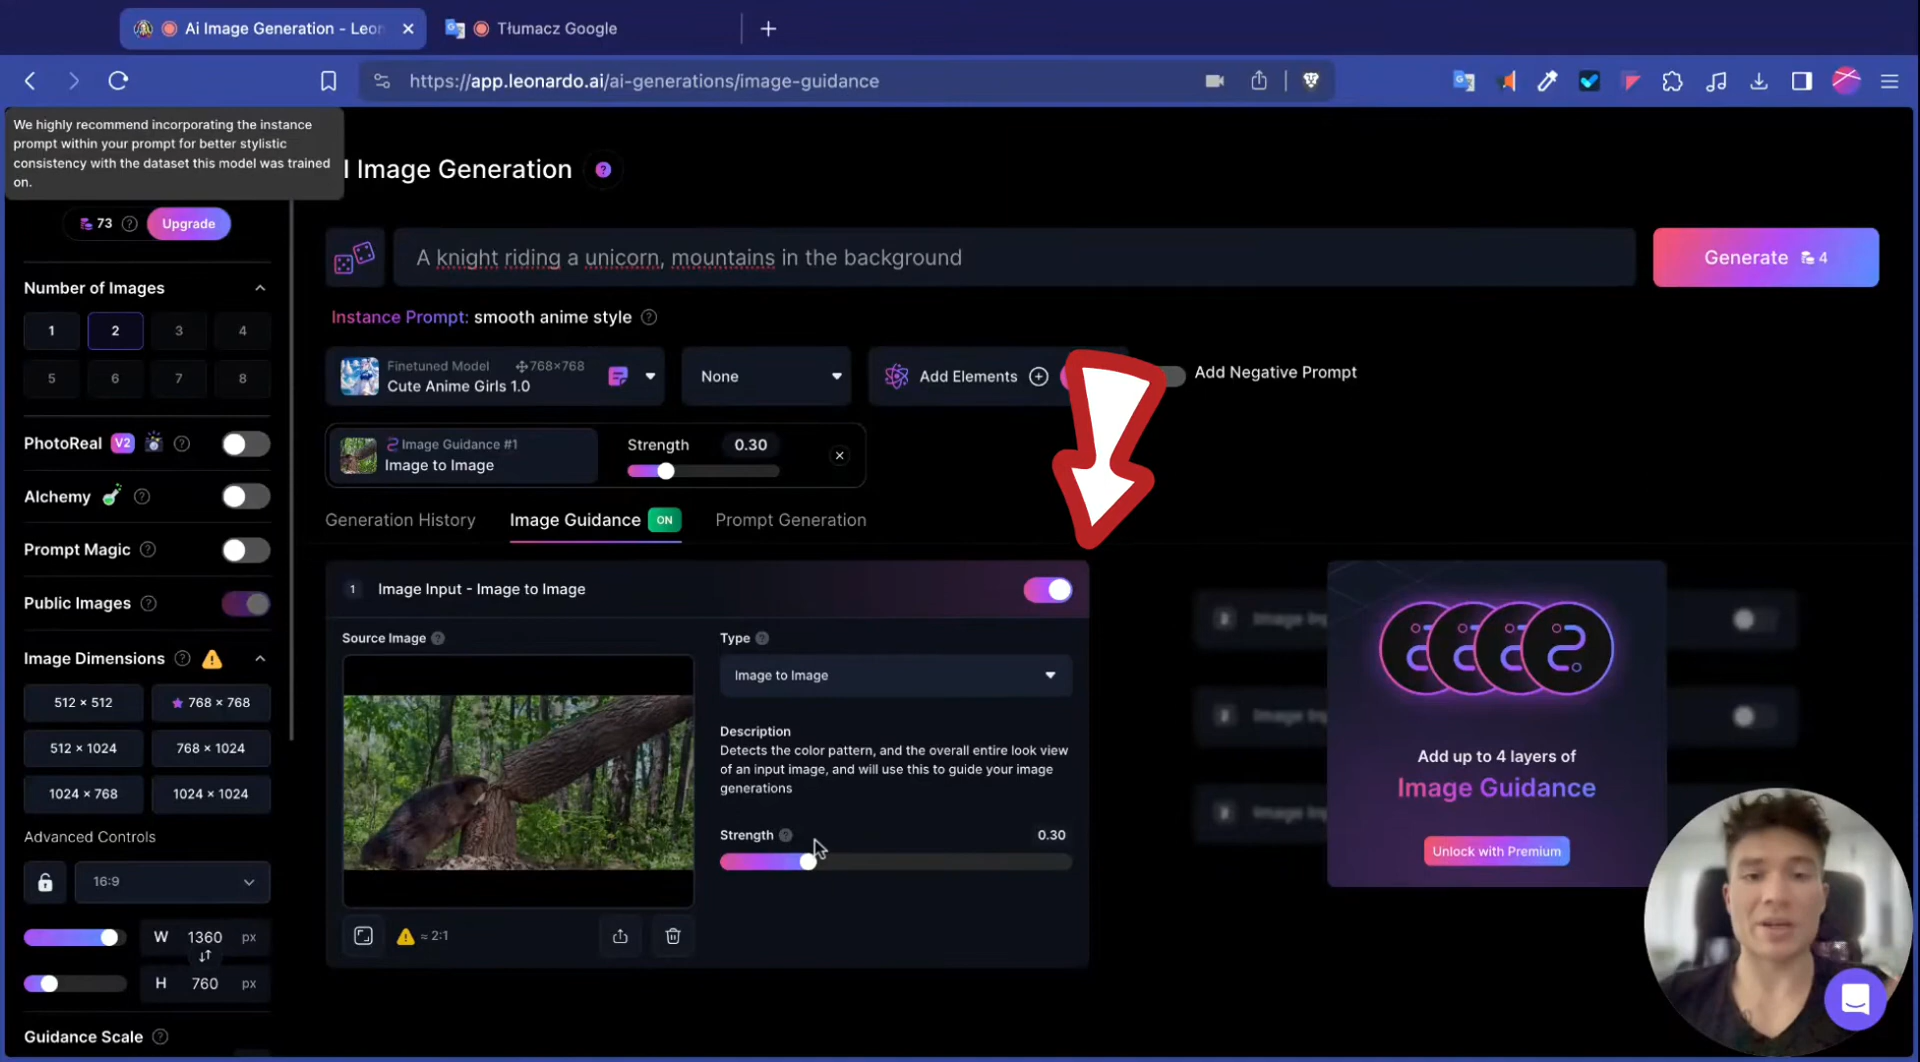 Ai Image Generation - Leon
Tłumacz Google
https://app.leonardo.ai/ai-generations/image-guidance
We highly recommend incorporating the instance
prompt within your prompt for better stylistic
consistency with the dataset this model was trained
on.
I Image Generation
73
Upgrade
A knight riding a unicorn, mountains in the background
Generate 4
Number of Images
1 2 3 4
5 6 7 8
Instance Prompt: smooth anime style
Finetuned Model 768×768
Cute Anime Girls 1.0
None
Add Elements
Add Negative Prompt
PhotoReal V2
Alchemy
Prompt Magic
Public Images
Image Guidance #1
Image to Image
Strength 0.30
Generation History
Image Guidance ON
Prompt Generation
Image Dimensions
512 × 512
768 × 768
512 × 1024
768 × 1024
1024 × 768
1024 × 1024
Advanced Controls
16:9
W 1360 px
H 760 px
Guidance Scale
1 Image Input - Image to Image
Source Image
≈ 2:1
Type
Image to Image
Description
Detects the color pattern, and the overall entire look view
of an input image, and will use this to guide your image
generations
Strength 0.30
2 Image Inp
2 Image Inp
3 Image Inp
Add up to 4 layers of
Image Guidance
Unlock with Premium